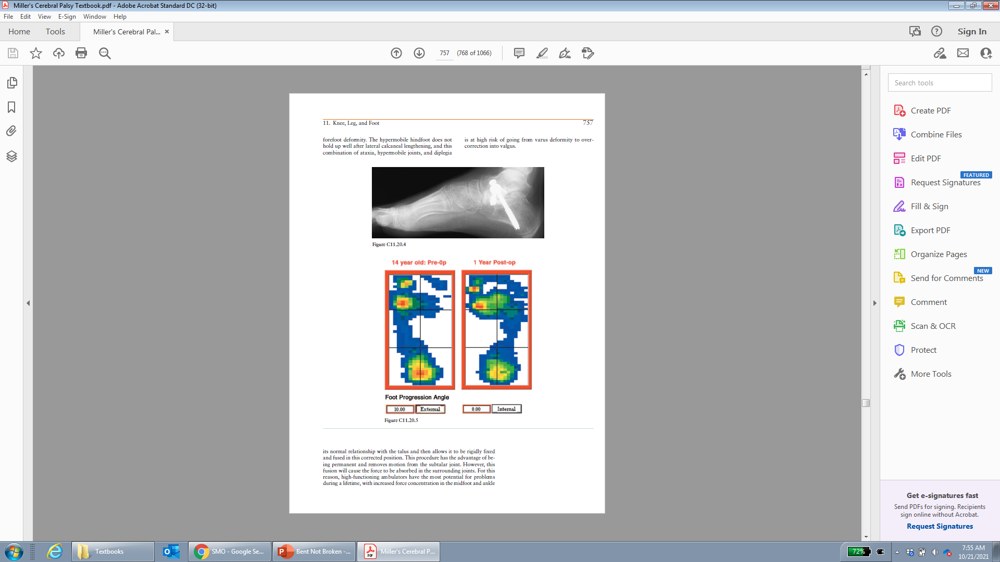 Miller's Cerebral Palsy Textbook.pdf - Adobe Acrobat Standard DC (32-bit)
File Edit View E-Sign Window Help
Home Tools Miller's Cerebral Pal... ×
Sign In
757 (768 of 1066)
Search tools
Create PDF
Combine Files
Edit PDF
FEATURED
Request Signatures
Fill & Sign
Export PDF
Organize Pages
NEW
Send for Comments
Comment
Scan & OCR
Protect
More Tools
Get e-signatures fast
Send PDFs for signing. Recipients
sign online without Acrobat.
Request Signatures
11. Knee, Leg, and Foot 757
forefoot deformity. The hypermobile hindfoot does not
hold up well after lateral calcaneal lengthening, and this
combination of ataxia, hypermobile joints, and diplegia
is at high risk of going from varus deformity to over-
correction into valgus.
Figure C11.20.4
14 year old: Pre-0p 1 Year Post-op
Foot Progression Angle
10.00 External 8.00 Internal
Figure C11.20.5
its normal relationship with the talus and then allows it to be rigidly fixed
and fused in this corrected position. This procedure has the advantage of be-
ing permanent and removes motion from the subtalar joint. However, this
fusion will cause the force to be absorbed in the surrounding joints. For this
reason, high-functioning ambulators have the most potential for problems
during a lifetime, with increased force concentration in the midfoot and ankle
Textbooks
SMO - Google Se...
Bent Not Broken -...
Miller's Cerebral P...
72%
7:55 AM
10/21/2021